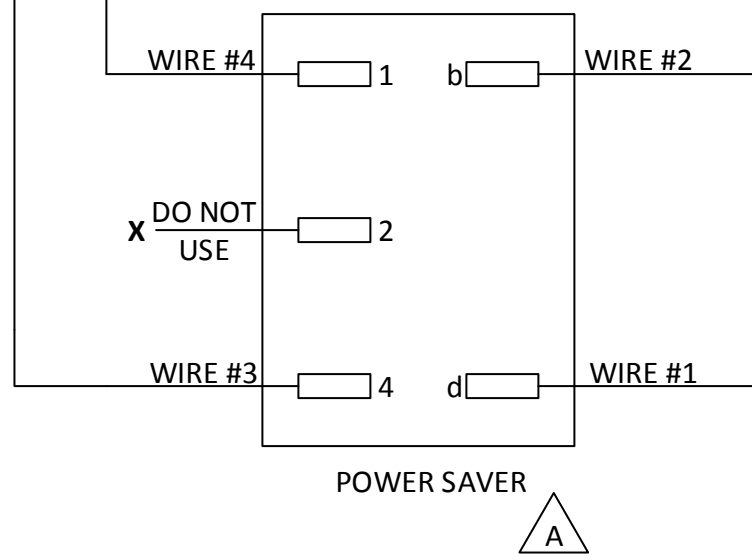 WIRE #4
1
b
WIRE #2
X
DO NOT
USE
2
WIRE #3
4
d
WIRE #1
POWER SAVER
A